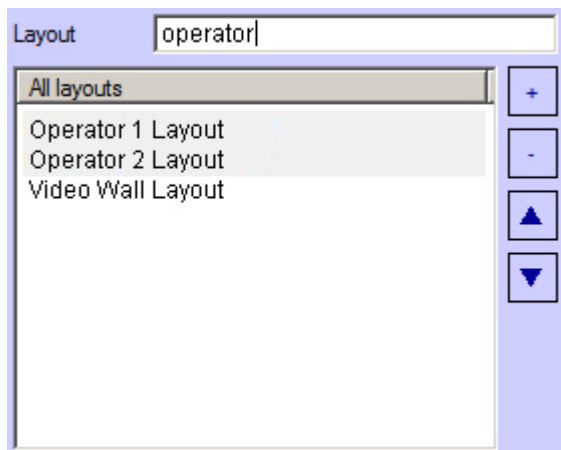 Layout operator
All layouts
+
Operator 1 Layout
Operator 2 Layout
-
Video Wall Layout